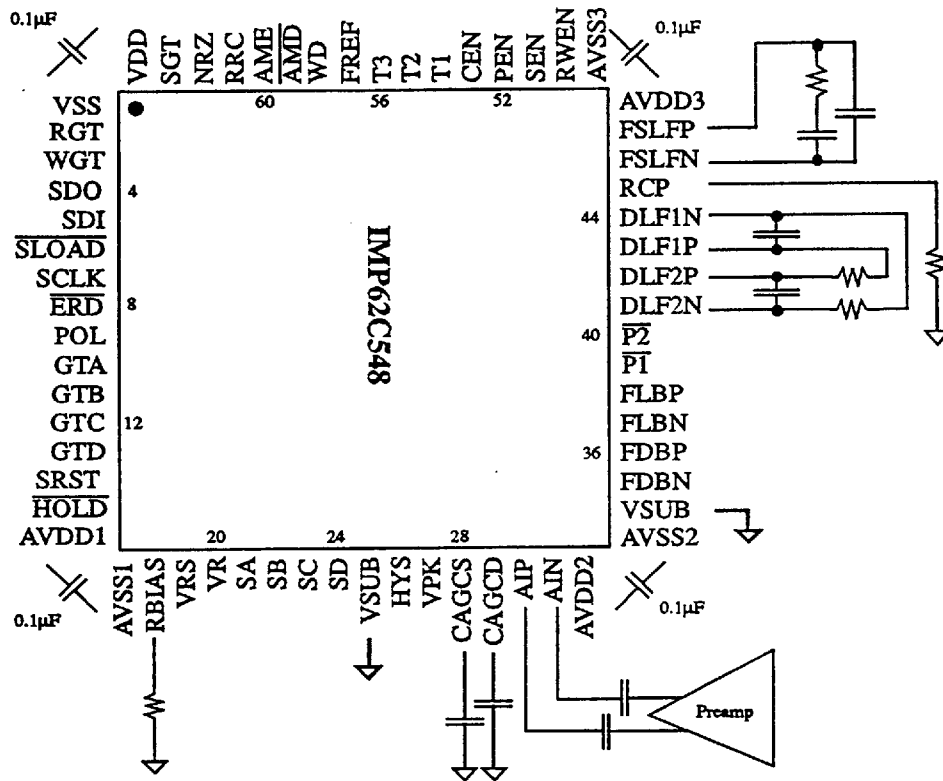 0.1µF
VDD
SGT
NRZ
RRC
AME
AMD
WD
FREF
T3
T2
T1
CEN
PEN
SEN
RWEN
AVSS3
0.1µF
60
56
52
VSS
RGT
WGT
SDO
4
SDI
SLOAD
SCLK
ERD
8
POL
GTA
GTB
GTC
12
GTD
SRST
HOLD
AVDD1
IMP62C548
AVDD3
FSLFP
FSLFN
RCP
44
DLF1N
DLF1P
DLF2P
DLF2N
40
P2
P1
FLBP
FLBN
36
FDBP
FDBN
VSUB
AVSS2
20
24
28
0.1µF
AVSS1
RBIAS
VRS
VR
SA
SB
SC
SD
VSUB
HYS
VPK
CAGCS
CAGCD
AIP
AIN
AVDD2
0.1µF
Preamp